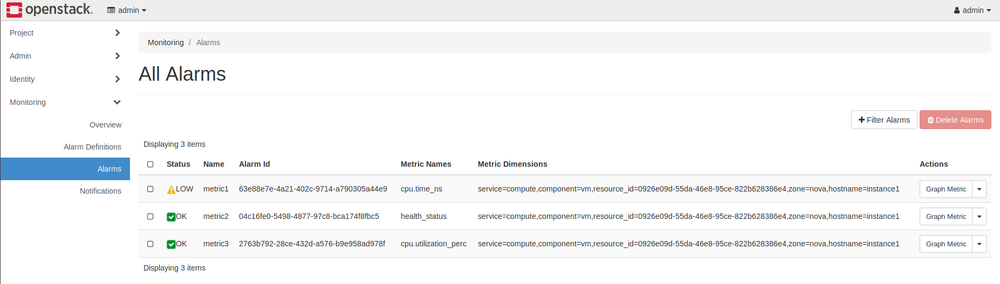 openstack. admin admin
Project
Admin
Identity
Monitoring
Overview
Alarm Definitions
Alarms
Notifications
Monitoring / Alarms
All Alarms
Filter Alarms Delete Alarms
Displaying 3 items
Status Name Alarm Id Metric Names Metric Dimensions Actions
LOW metric1 63e88e7e-4a21-402c-9714-a790305a44e9 cpu.time_ns service=compute,component=vm,resource_id=0926e09d-55da-46e8-95ce-822b628386e4,zone=nova,hostname=instance1 Graph Metric
OK metric2 04c16fe0-5498-4877-97c8-bca174f8fbc5 health_status service=compute,component=vm,resource_id=0926e09d-55da-46e8-95ce-822b628386e4,zone=nova,hostname=instance1 Graph Metric
OK metric3 2763b792-28ce-432d-a576-b9e958ad978f cpu.utilization_perc service=compute,component=vm,resource_id=0926e09d-55da-46e8-95ce-822b628386e4,zone=nova,hostname=instance1 Graph Metric
Displaying 3 items